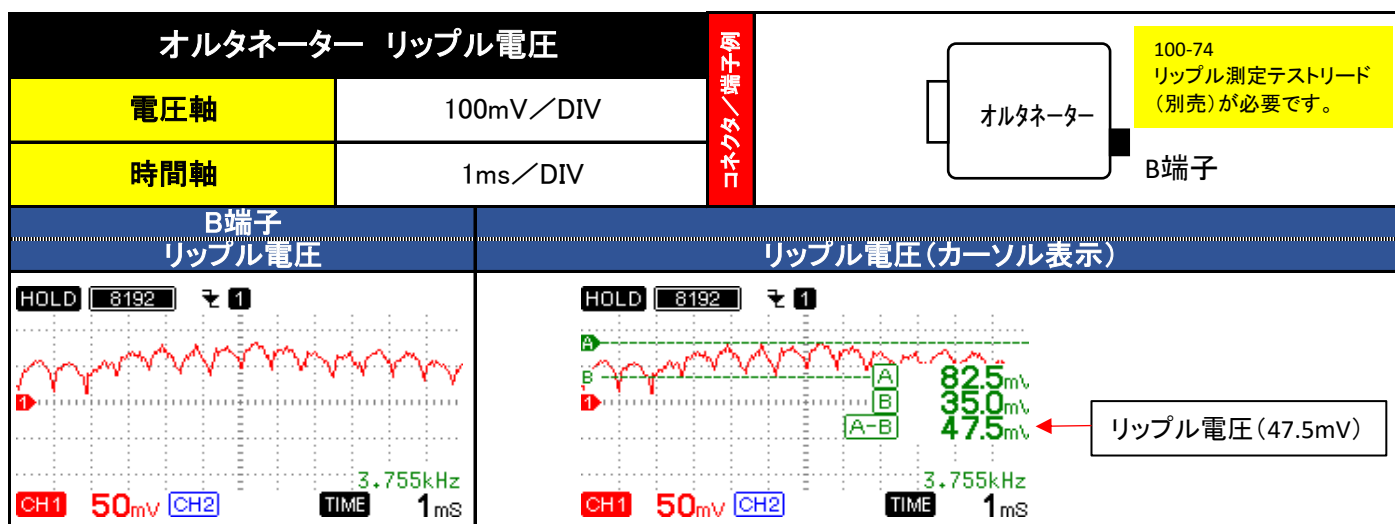 オルタネーター リップル電圧
電圧軸
100mV/DIV
時間軸
1ms/DIV
コネクタ/端子例
オルタネーター
100-74
リップル測定テストリード
(別売)が必要です。
B端子
B端子
リップル電圧
リップル電圧(カーソル表示)
HOLD 8192 1
1
3.755kHz
CH1 50mV CH2 TIME 1mS
HOLD 8192 1
A
B
1
A 82.5mV
B 35.0mV
A-B 47.5mV
リップル電圧(47.5mV)
3.755kHz
CH1 50mV CH2 TIME 1mS